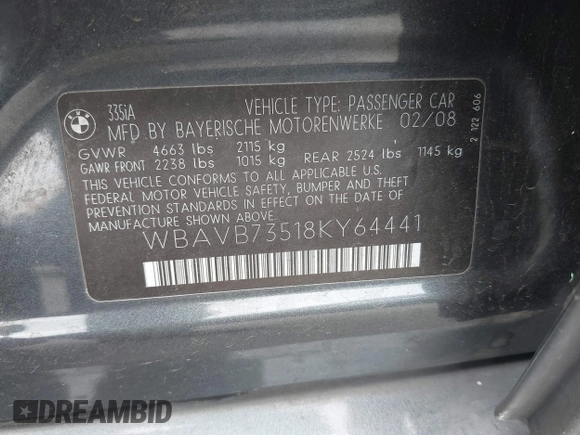 BMW
335iA
VEHICLE TYPE: PASSENGER CAR
MFD BY BAYERISCHE MOTORENWERKE 02/08
GVWR 4663 lbs 2115 kg
GAWR FRONT 2238 lbs 1015 kg REAR 2524 lbs 1145 kg
THIS VEHICLE CONFORMS TO ALL APPLICABLE U.S.
FEDERAL MOTOR VEHICLE SAFETY, BUMPER AND THEFT
PREVENTION STANDARDS IN EFFECT ON THE DATE OF
MANUFACTURE SHOWN ABOVE.
WBAVB73518KY64441
2 122 606
DREAMBID